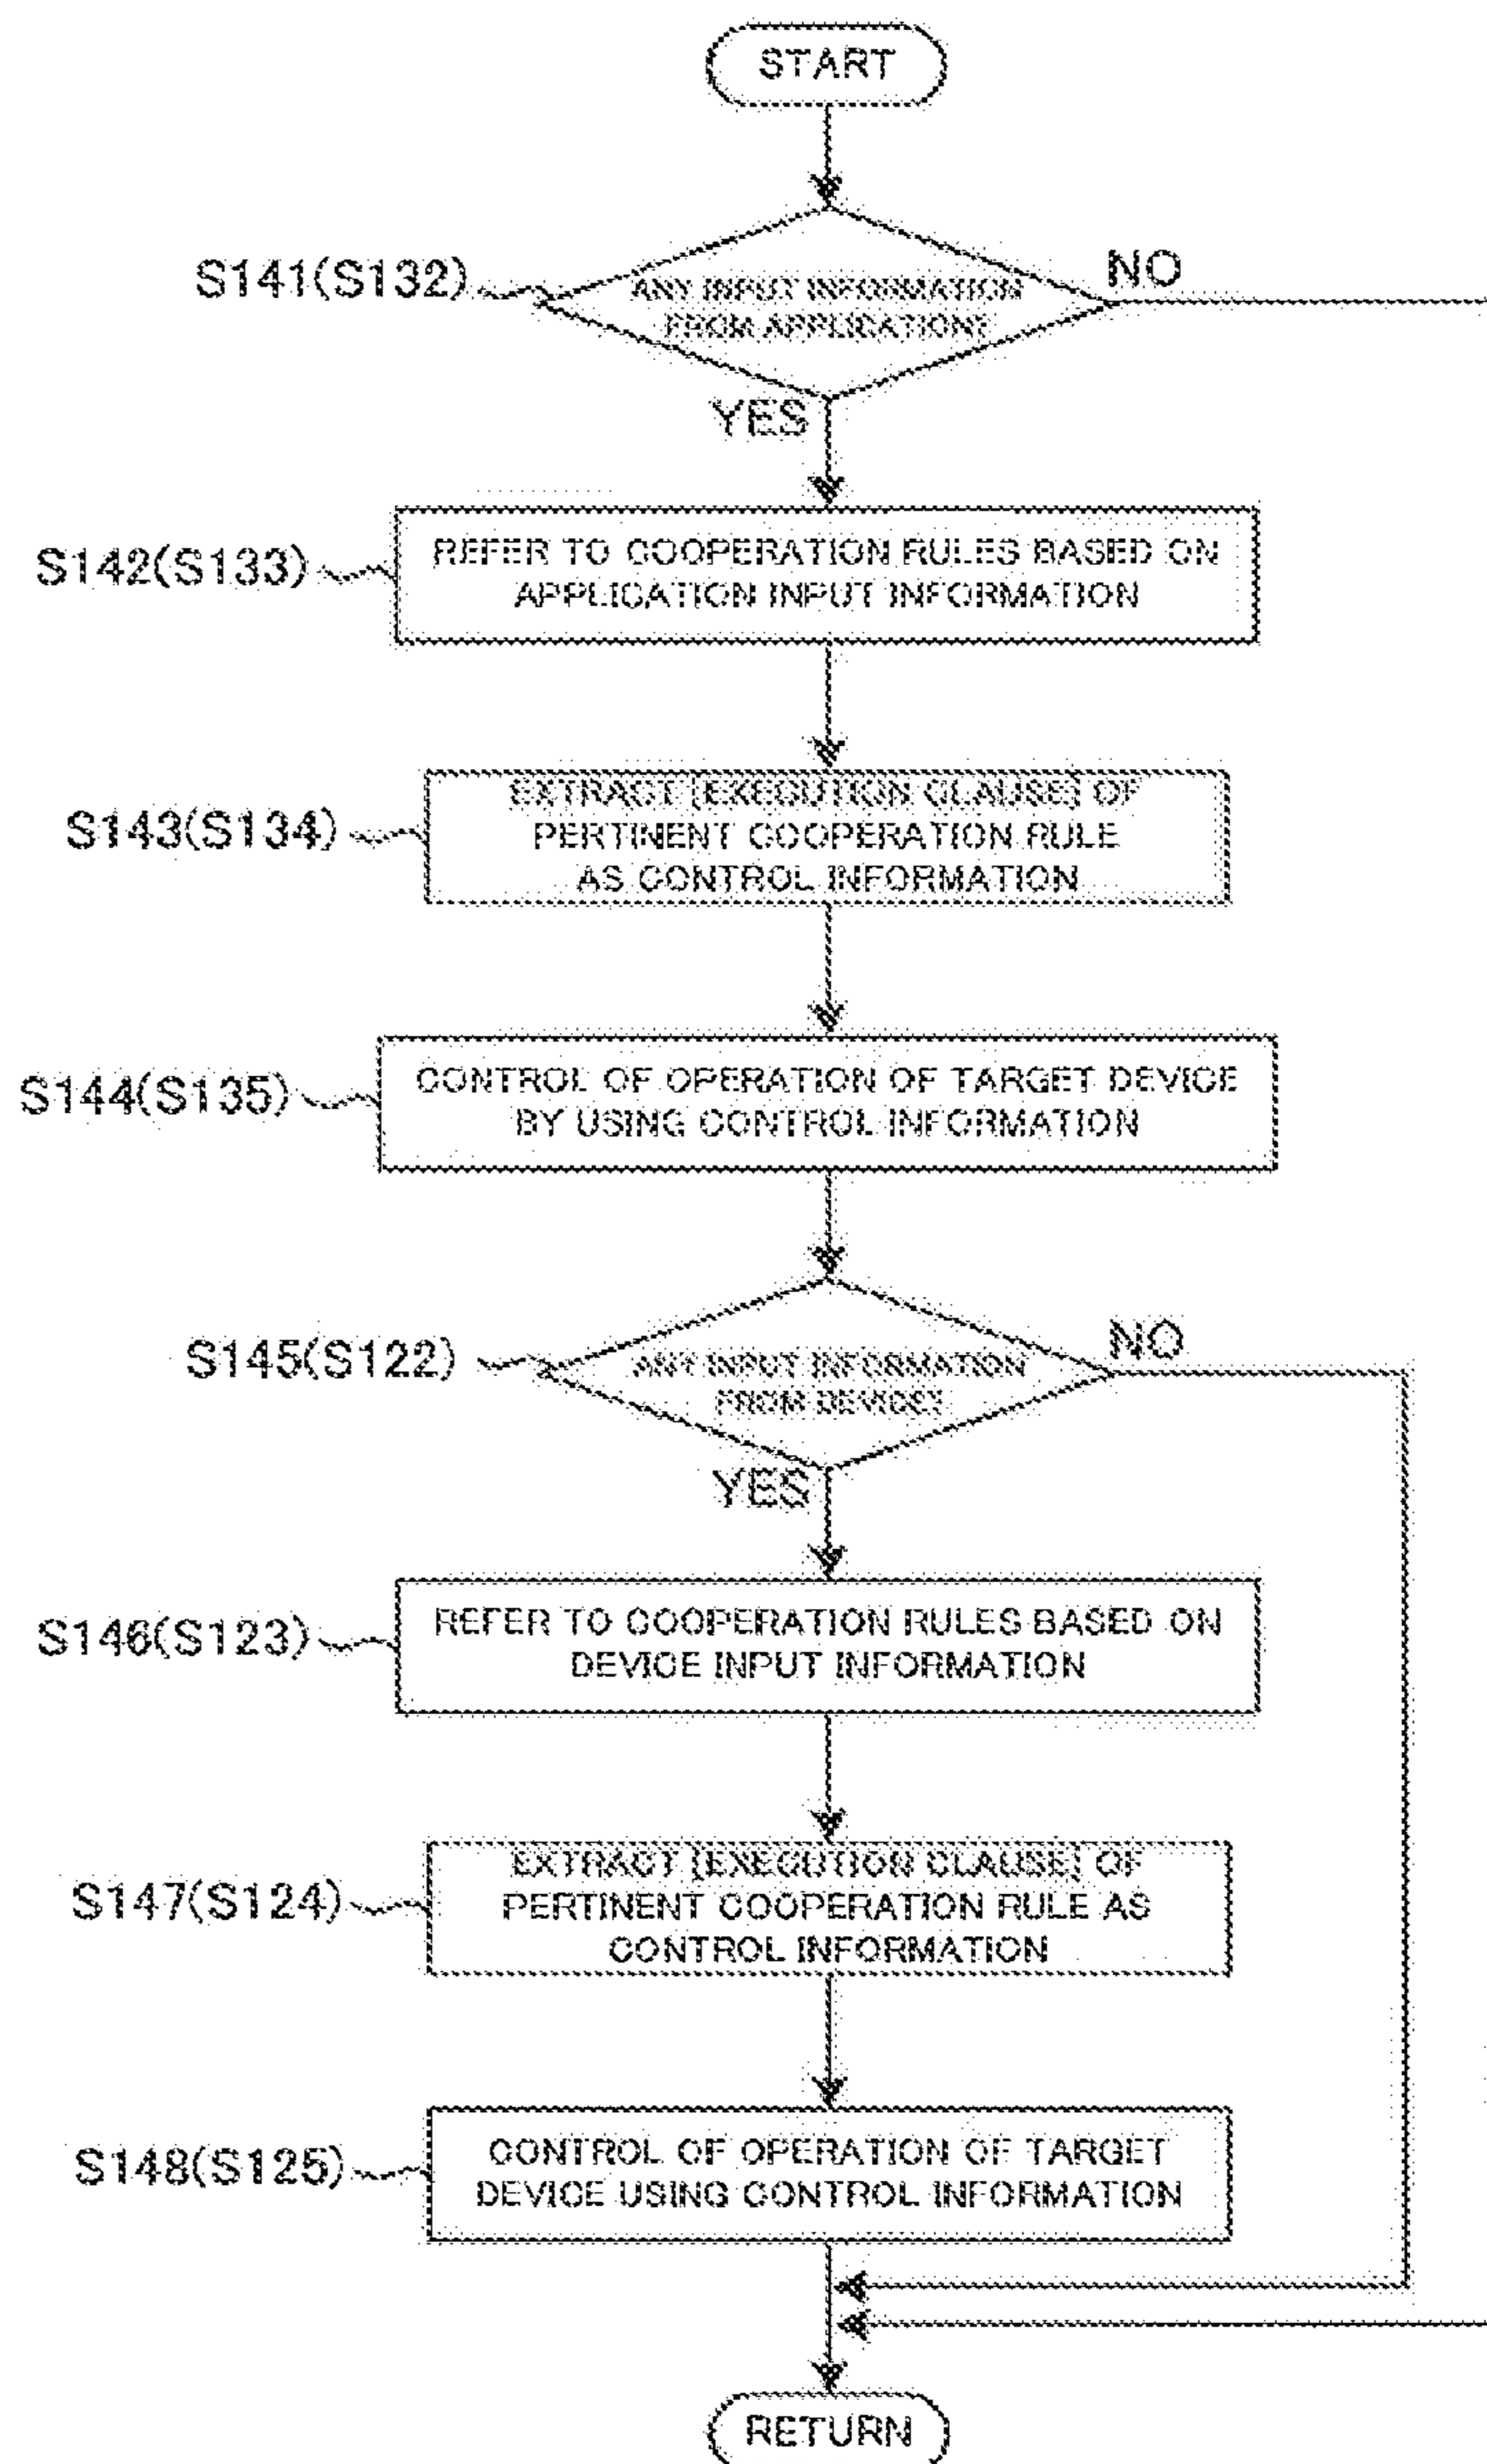 START
S141(S132)
ANY INPUT INFORMATION
FROM APPLICATION?
NO
YES
S142(S133)
REFER TO COOPERATION RULES BASED ON
APPLICATION INPUT INFORMATION
S143(S134)
EXTRACT [EXECUTION CLAUSE] OF
PERTINENT COOPERATION RULE
AS CONTROL INFORMATION
S144(S135)
CONTROL OF OPERATION OF TARGET DEVICE
BY USING CONTROL INFORMATION
S145(S122)
ANY INPUT INFORMATION
FROM DEVICE?
NO
YES
S146(S123)
REFER TO COOPERATION RULES BASED ON
DEVICE INPUT INFORMATION
S147(S124)
EXTRACT [EXECUTION CLAUSE] OF
PERTINENT COOPERATION RULE AS
CONTROL INFORMATION
S148(S125)
CONTROL OF OPERATION OF TARGET
DEVICE USING CONTROL INFORMATION
RETURN